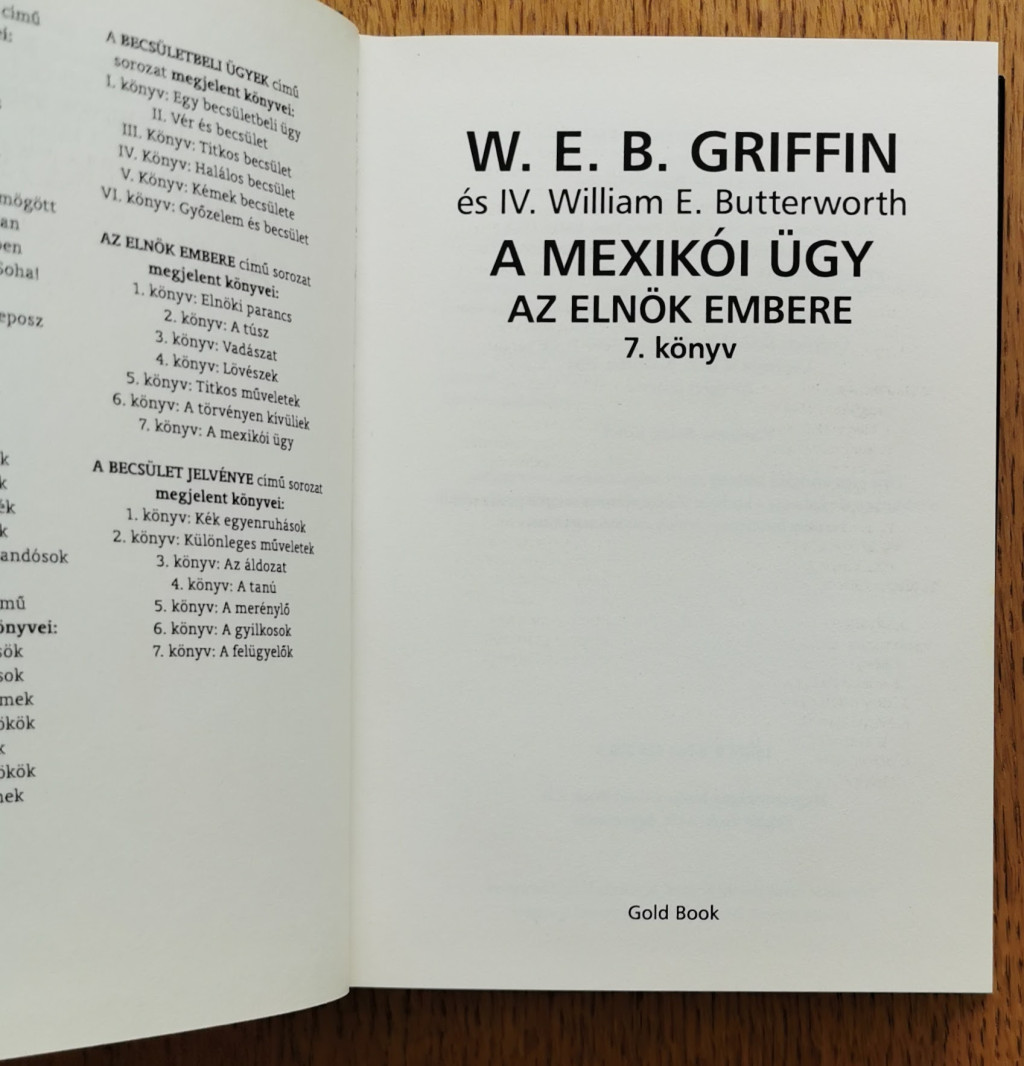 című
mögött
Soha!
eposz
andósok
A BECSÜLETBELI ÜGYEK című
sorozat megjelent könyvei:
I. könyv: Egy becsületbeli ügy
II. Vér és becsület
III. Könyv: Titkos becsület
IV. Könyv: Halálos becsület
V. Könyv: Kémek becsülete
VI. könyv: Győzelem és becsület
AZ ELNÖK EMBERE című sorozat
megjelent könyvei:
1. könyv: Elnöki parancs
2. könyv: A túsz
3. könyv: Vadászat
4. könyv: Lövészek
5. könyv: Titkos műveletek
6. könyv: A törvényen kívüliek
7. könyv: A mexikói ügy
A BECSÜLET JELVÉNYE című sorozat
megjelent könyvei:
1. könyv: Kék egyenruhások
2. könyv: Különleges műveletek
3. könyv: Az áldozat
4. könyv: A tanú
5. könyv: A merénylő
6. könyv: A gyilkosok
7. könyv: A felügyelők
W. E. B. GRIFFIN
és IV. William E. Butterworth
A MEXIKÓI ÜGY
AZ ELNÖK EMBERE
7. könyv
Gold Book